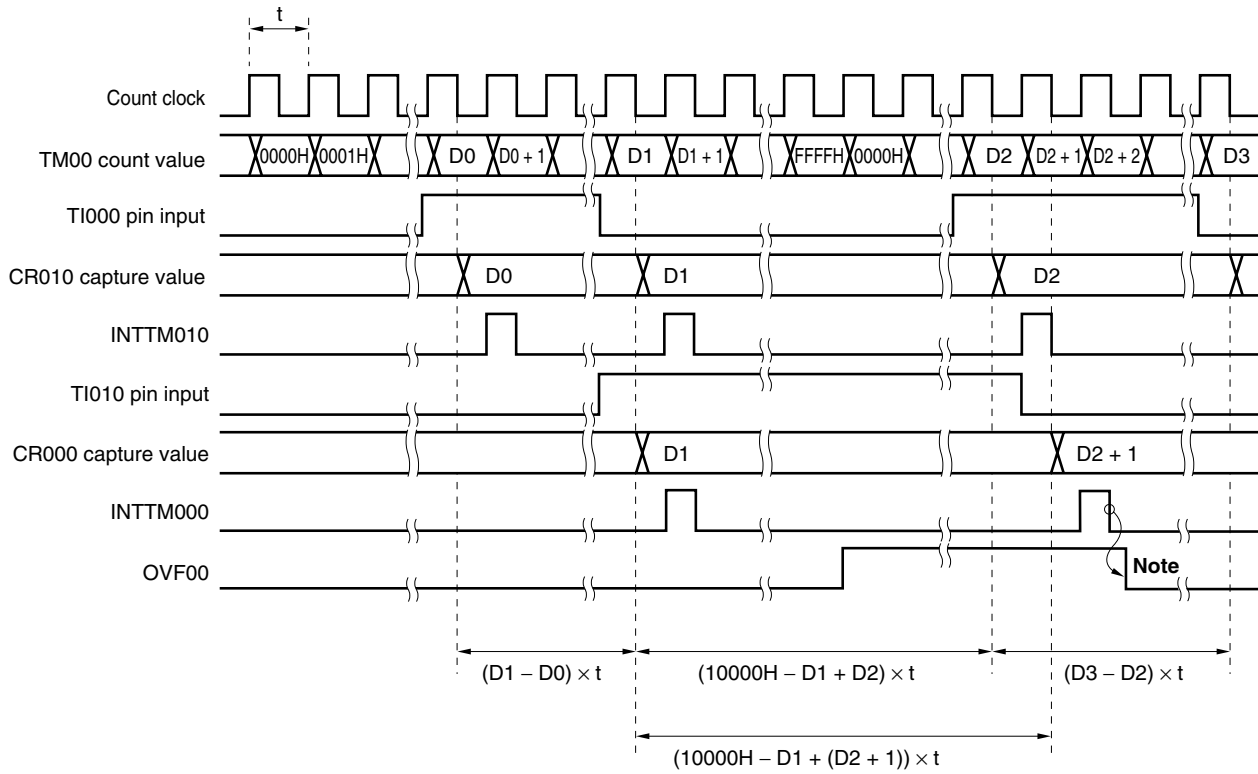 t
Count clock
TM00 count value 0000H 0001H D0 D0 + 1 D1 D1 + 1 FFFFH 0000H D2 D2 + 1 D2 + 2 D3
TI000 pin input
CR010 capture value D0 D1 D2
INTTM010
TI010 pin input
CR000 capture value D1 D2 + 1
INTTM000
OVF00 Note
(D1 – D0) × t (10000H – D1 + D2) × t (D3 – D2) × t
(10000H – D1 + (D2 + 1)) × t